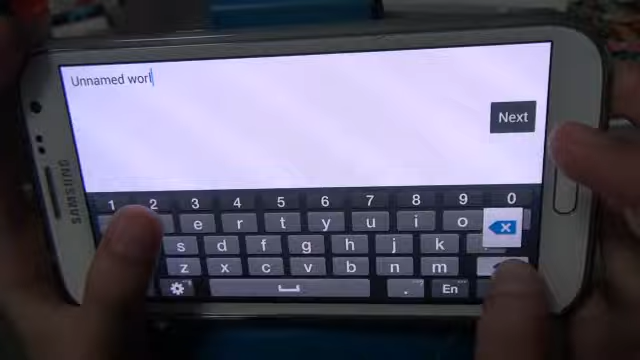 Unnamed worl
Next
SAMSUNG
1 2 3 4 5 6 7 8 9 0
e r t y u i o
s d f g h j k
z x c v b n m
. En